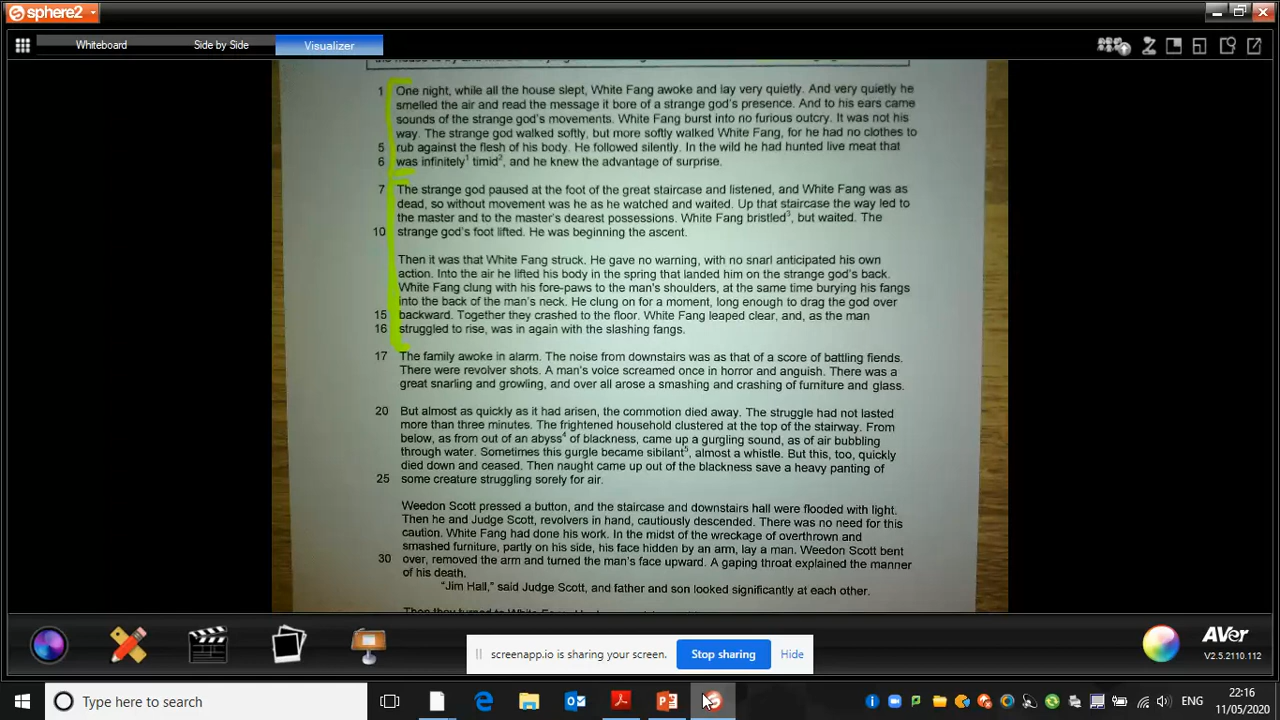 sphere2
Whiteboard Side by Side Visualizer
1 One night, while all the house slept, White Fang awoke and lay very quietly. And very quietly he
smelled the air and read the message it bore of a strange god's presence. And to his ears came
sounds of the strange god's movements. White Fang burst into no furious outcry. It was not his
way. The strange god walked softly, but more softly walked White Fang, for he had no clothes to
5 rub against the flesh of his body. He followed silently. In the wild he had hunted live meat that
6 was infinitely¹ timid², and he knew the advantage of surprise.
7 The strange god paused at the foot of the great staircase and listened, and White Fang was as
dead, so without movement was he as he watched and waited. Up that staircase the way led to
the master and to the master's dearest possessions. White Fang bristled³, but waited. The
10 strange god's foot lifted. He was beginning the ascent.
Then it was that White Fang struck. He gave no warning, with no snarl anticipated his own
action. Into the air he lifted his body in the spring that landed him on the strange god's back.
White Fang clung with his fore-paws to the man's shoulders, at the same time burying his fangs
into the back of the man's neck. He clung on for a moment, long enough to drag the god over
15 backward. Together they crashed to the floor. White Fang leaped clear, and, as the man
16 struggled to rise, was in again with the slashing fangs.
17 The family awoke in alarm. The noise from downstairs was as that of a score of battling fiends.
There were revolver shots. A man's voice screamed once in horror and anguish. There was a
great snarling and growling, and over all arose a smashing and crashing of furniture and glass.
20 But almost as quickly as it had arisen, the commotion died away. The struggle had not lasted
more than three minutes. The frightened household clustered at the top of the stairway. From
below, as from out of an abyss⁴ of blackness, came up a gurgling sound, as of air bubbling
through water. Sometimes this gurgle became sibilant⁵, almost a whistle. But this, too, quickly
died down and ceased. Then naught came up out of the blackness save a heavy panting of
25 some creature struggling sorely for air.
Weedon Scott pressed a button, and the staircase and downstairs hall were flooded with light.
Then he and Judge Scott, revolvers in hand, cautiously descended. There was no need for this
caution. White Fang had done his work. In the midst of the wreckage of overthrown and
smashed furniture, partly on his side, his face hidden by an arm, lay a man. Weedon Scott bent
30 over, removed the arm and turned the man's face upward. A gaping throat explained the manner
of his death.
"Jim Hall," said Judge Scott, and father and son looked significantly at each other.
screenapp.io is sharing your screen. Stop sharing Hide
AVer
V2.5.2110.112
Type here to search
ENG
22:16
11/05/2020